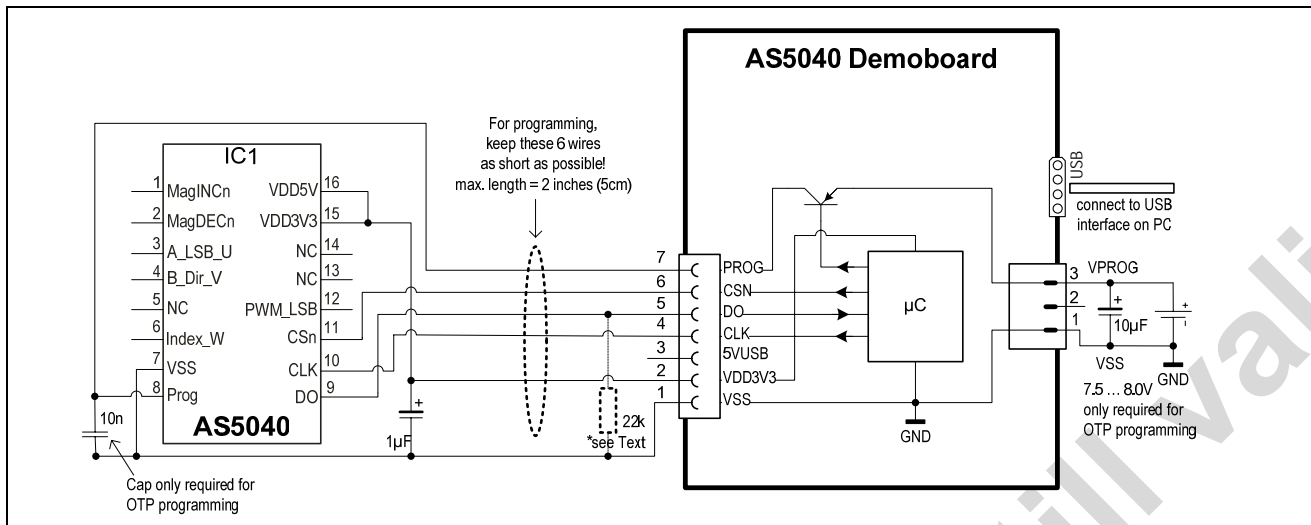 AS5040 Demoboard
For programming,
keep these 6 wires
as short as possible!
max. length = 2 inches (5cm)
IC1
1 MagINCn
2 MagDECn
3 A_LSB_U
4 B_Dir_V
5 NC
6 Index_W
7 VSS
8 Prog
VDD5V 16
VDD3V3 15
NC 14
NC 13
PWM_LSB 12
CSn 11
CLK 10
DO 9
AS5040
10n
Cap only required for
OTP programming
+
1µF
22k
*see Text
7 PROG
6 CSN
5 DO
4 CLK
3 5VUSB
2 VDD3V3
1 VSS
µC
GND
USB
connect to USB
interface on PC
3 VPROG
2
1
+
10µF
+
-
VSS
GND
7.5 ... 8.0V
only required for
OTP programming
till vali